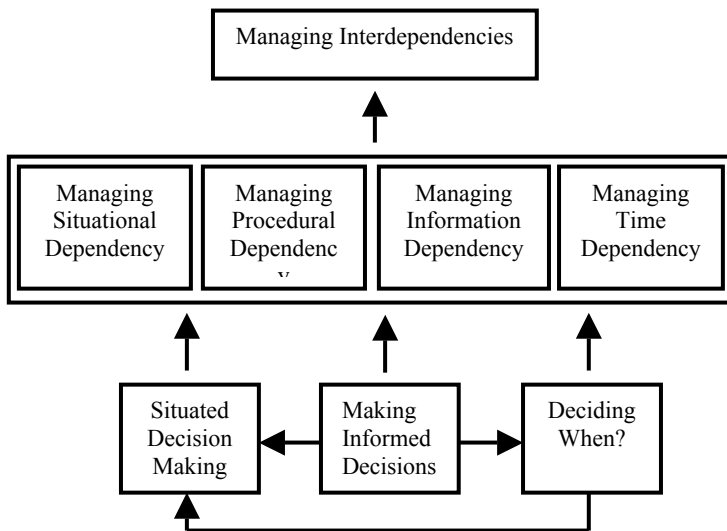 Managing Interdependencies
Managing
Situational
Dependency
Managing
Procedural
Dependenc
y
Managing
Information
Dependency
Managing
Time
Dependency
Situated
Decision
Making
Making
Informed
Decisions
Deciding
When?